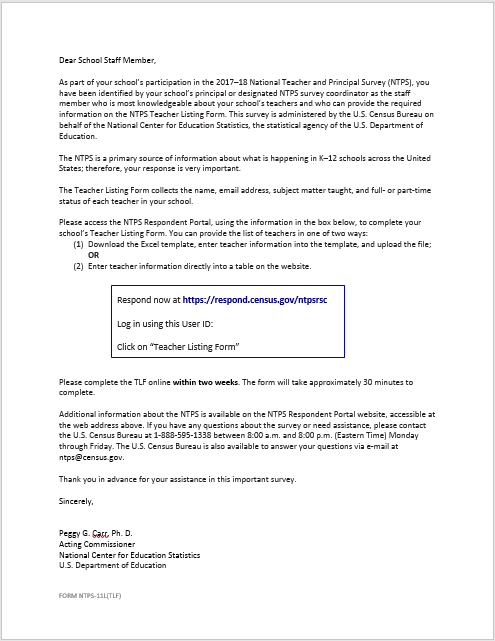 Dear School Staff Member,
As part of your school's participation in the 2017–18 National Teacher and Principal Survey (NTPS), you
have been identified by your school's principal or designated NTPS survey coordinator as the staff
member who is most knowledgeable about your school's teachers and who can provide the required
information on the NTPS Teacher Listing Form. This survey is administered by the U.S. Census Bureau on
behalf of the National Center for Education Statistics, the statistical agency of the U.S. Department of
Education.
The NTPS is a primary source of information about what is happening in K–12 schools across the United
States; therefore, your response is very important.
The Teacher Listing Form collects the name, email address, subject matter taught, and full- or part-time
status of each teacher in your school.
Please access the NTPS Respondent Portal, using the information in the box below, to complete your
school's Teacher Listing Form. You can provide the list of teachers in one of two ways:
(1) Download the Excel template, enter teacher information into the template, and upload the file;
OR
(2) Enter teacher information directly into a table on the website.
Respond now at https://respond.census.gov/ntpsrsc
Log in using this User ID:
Click on "Teacher Listing Form"
Please complete the TLF online within two weeks. The form will take approximately 30 minutes to
complete.
Additional information about the NTPS is available on the NTPS Respondent Portal website, accessible at
the web address above. If you have any questions about the survey or need assistance, please contact
the U.S. Census Bureau at 1-888-595-1338 between 8:00 a.m. and 8:00 p.m. (Eastern Time) Monday
through Friday. The U.S. Census Bureau is also available to answer your questions via e-mail at
ntps@census.gov.
Thank you in advance for your assistance in this important survey.
Sincerely,
Peggy G. Carr, Ph. D.
Acting Commissioner
National Center for Education Statistics
U.S. Department of Education
FORM NTPS-11L(TLF)